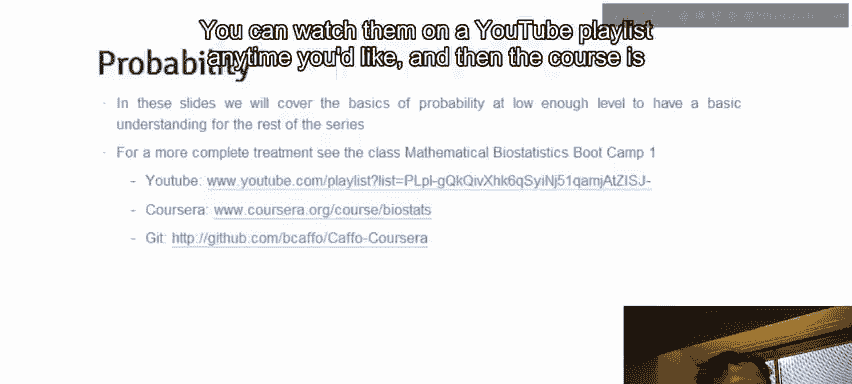 You can watch them on a YouTube playlist
anytime you'd like, and then the course is
Probability
· In these slides we will cover the basics of probability at low enough level to have a basic
understanding for the rest of the series
· For a more complete treatment see the class Mathematical Biostatistics Boot Camp 1
- Youtube: www.youtube.com/playlist?list=PLpl-gQkQivXhk6qSyiNj51qamjAtZISJ-
- Coursera: www.coursera.org/course/biostats
- Git: http://github.com/bcaffo/Caffo-Coursera